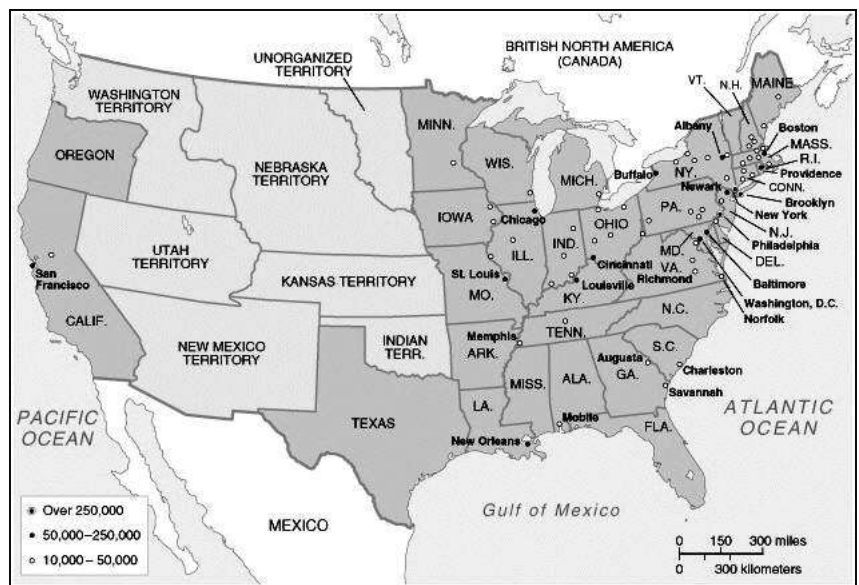 BRITISH NORTH AMERICA
(CANADA)
UNORGANIZED
TERRITORY
WASHINGTON
TERRITORY
OREGON
NEBRASKA
TERRITORY
MINN.
WIS.
MICH.
IOWA
Chicago
ILL.
IND.
OHIO
VT.
N.H.
MAINE
Albany
Boston
MASS.
R.I.
Providence
CONN.
Buffalo
N.Y.
Newark
Brooklyn
New York
PA.
N.J.
Philadelphia
MD.
DEL.
Baltimore
VA.
Richmond
Washington, D.C.
Norfolk
UTAH
TERRITORY
San
Francisco
CALIF.
KANSAS TERRITORY
St. Louis
MO.
Cincinnati
Louisville
KY.
N.C.
NEW MEXICO
TERRITORY
INDIAN
TERR.
Memphis
ARK.
TENN.
S.C.
Augusta
GA.
Charleston
Savannah
MISS.
ALA.
TEXAS
LA.
Mobile
New Orleans
FLA.
PACIFIC
OCEAN
ATLANTIC
OCEAN
Gulf of Mexico
MEXICO
Over 250,000
50,000–250,000
10,000–50,000
0 150 300 miles
0 300 kilometers